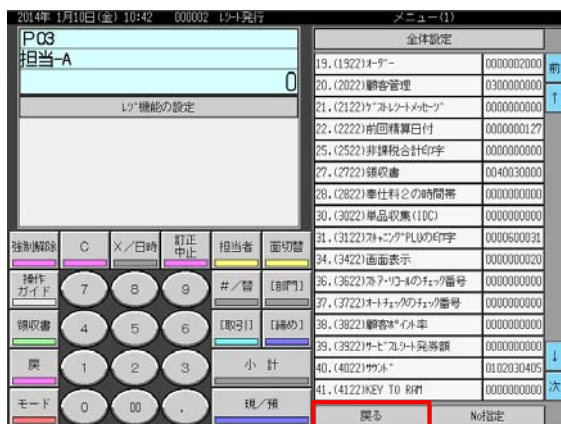 2014年 1月10日(金) 10:42 000002 レシート発行 メニュー(1)
P03
担当-A
0
レジ機能の設定
全体設定
19.(1922)オーダー 0000002000
20.(2022)顧客管理 0300000000
21.(2122)ゲストレシートメッセージ 0000000000
22.(2222)前回精算日付 0000000127
25.(2522)非課税合計印字 0000000000
27.(2722)領収書 0040030000
28.(2822)奉仕料2の時間帯 0000000000
30.(3022)単品収集(IDC) 0000000000
31.(3122)スキャニングPLUの印字 0000600031
34.(3422)画面表示 0000000000
36.(3622)ストア・リコールのチェック番号 0000000000
37.(3722)オートチェックのチェック番号 0000000000
38.(3822)顧客ポイント率 0000000000
39.(3922)サービスレシート発券額 0000000000
40.(4022)サウンド 0102030405
41.(4122)KEY TO RAM 0000000000
前
↑
↓
次
戻る No指定
強制解除 C ×/日時 訂正中止 担当者 面切替
操作ガイド 7 8 9 #/替 [部門]
領収書 4 5 6 [取引] [締め]
戻 1 2 3 小 計
モード 0 00 . 現/預